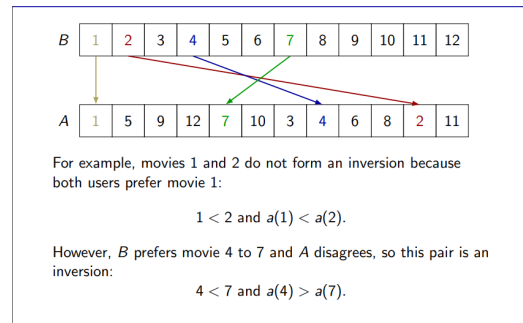 B 1 2 3 4 5 6 7 8 9 10 11 12
A 1 5 9 12 7 10 3 4 6 8 2 11
For example, movies 1 and 2 do not form an inversion because
both users prefer movie 1:
1 < 2 and a(1) < a(2).
However, B prefers movie 4 to 7 and A disagrees, so this pair is an
inversion:
4 < 7 and a(4) > a(7).